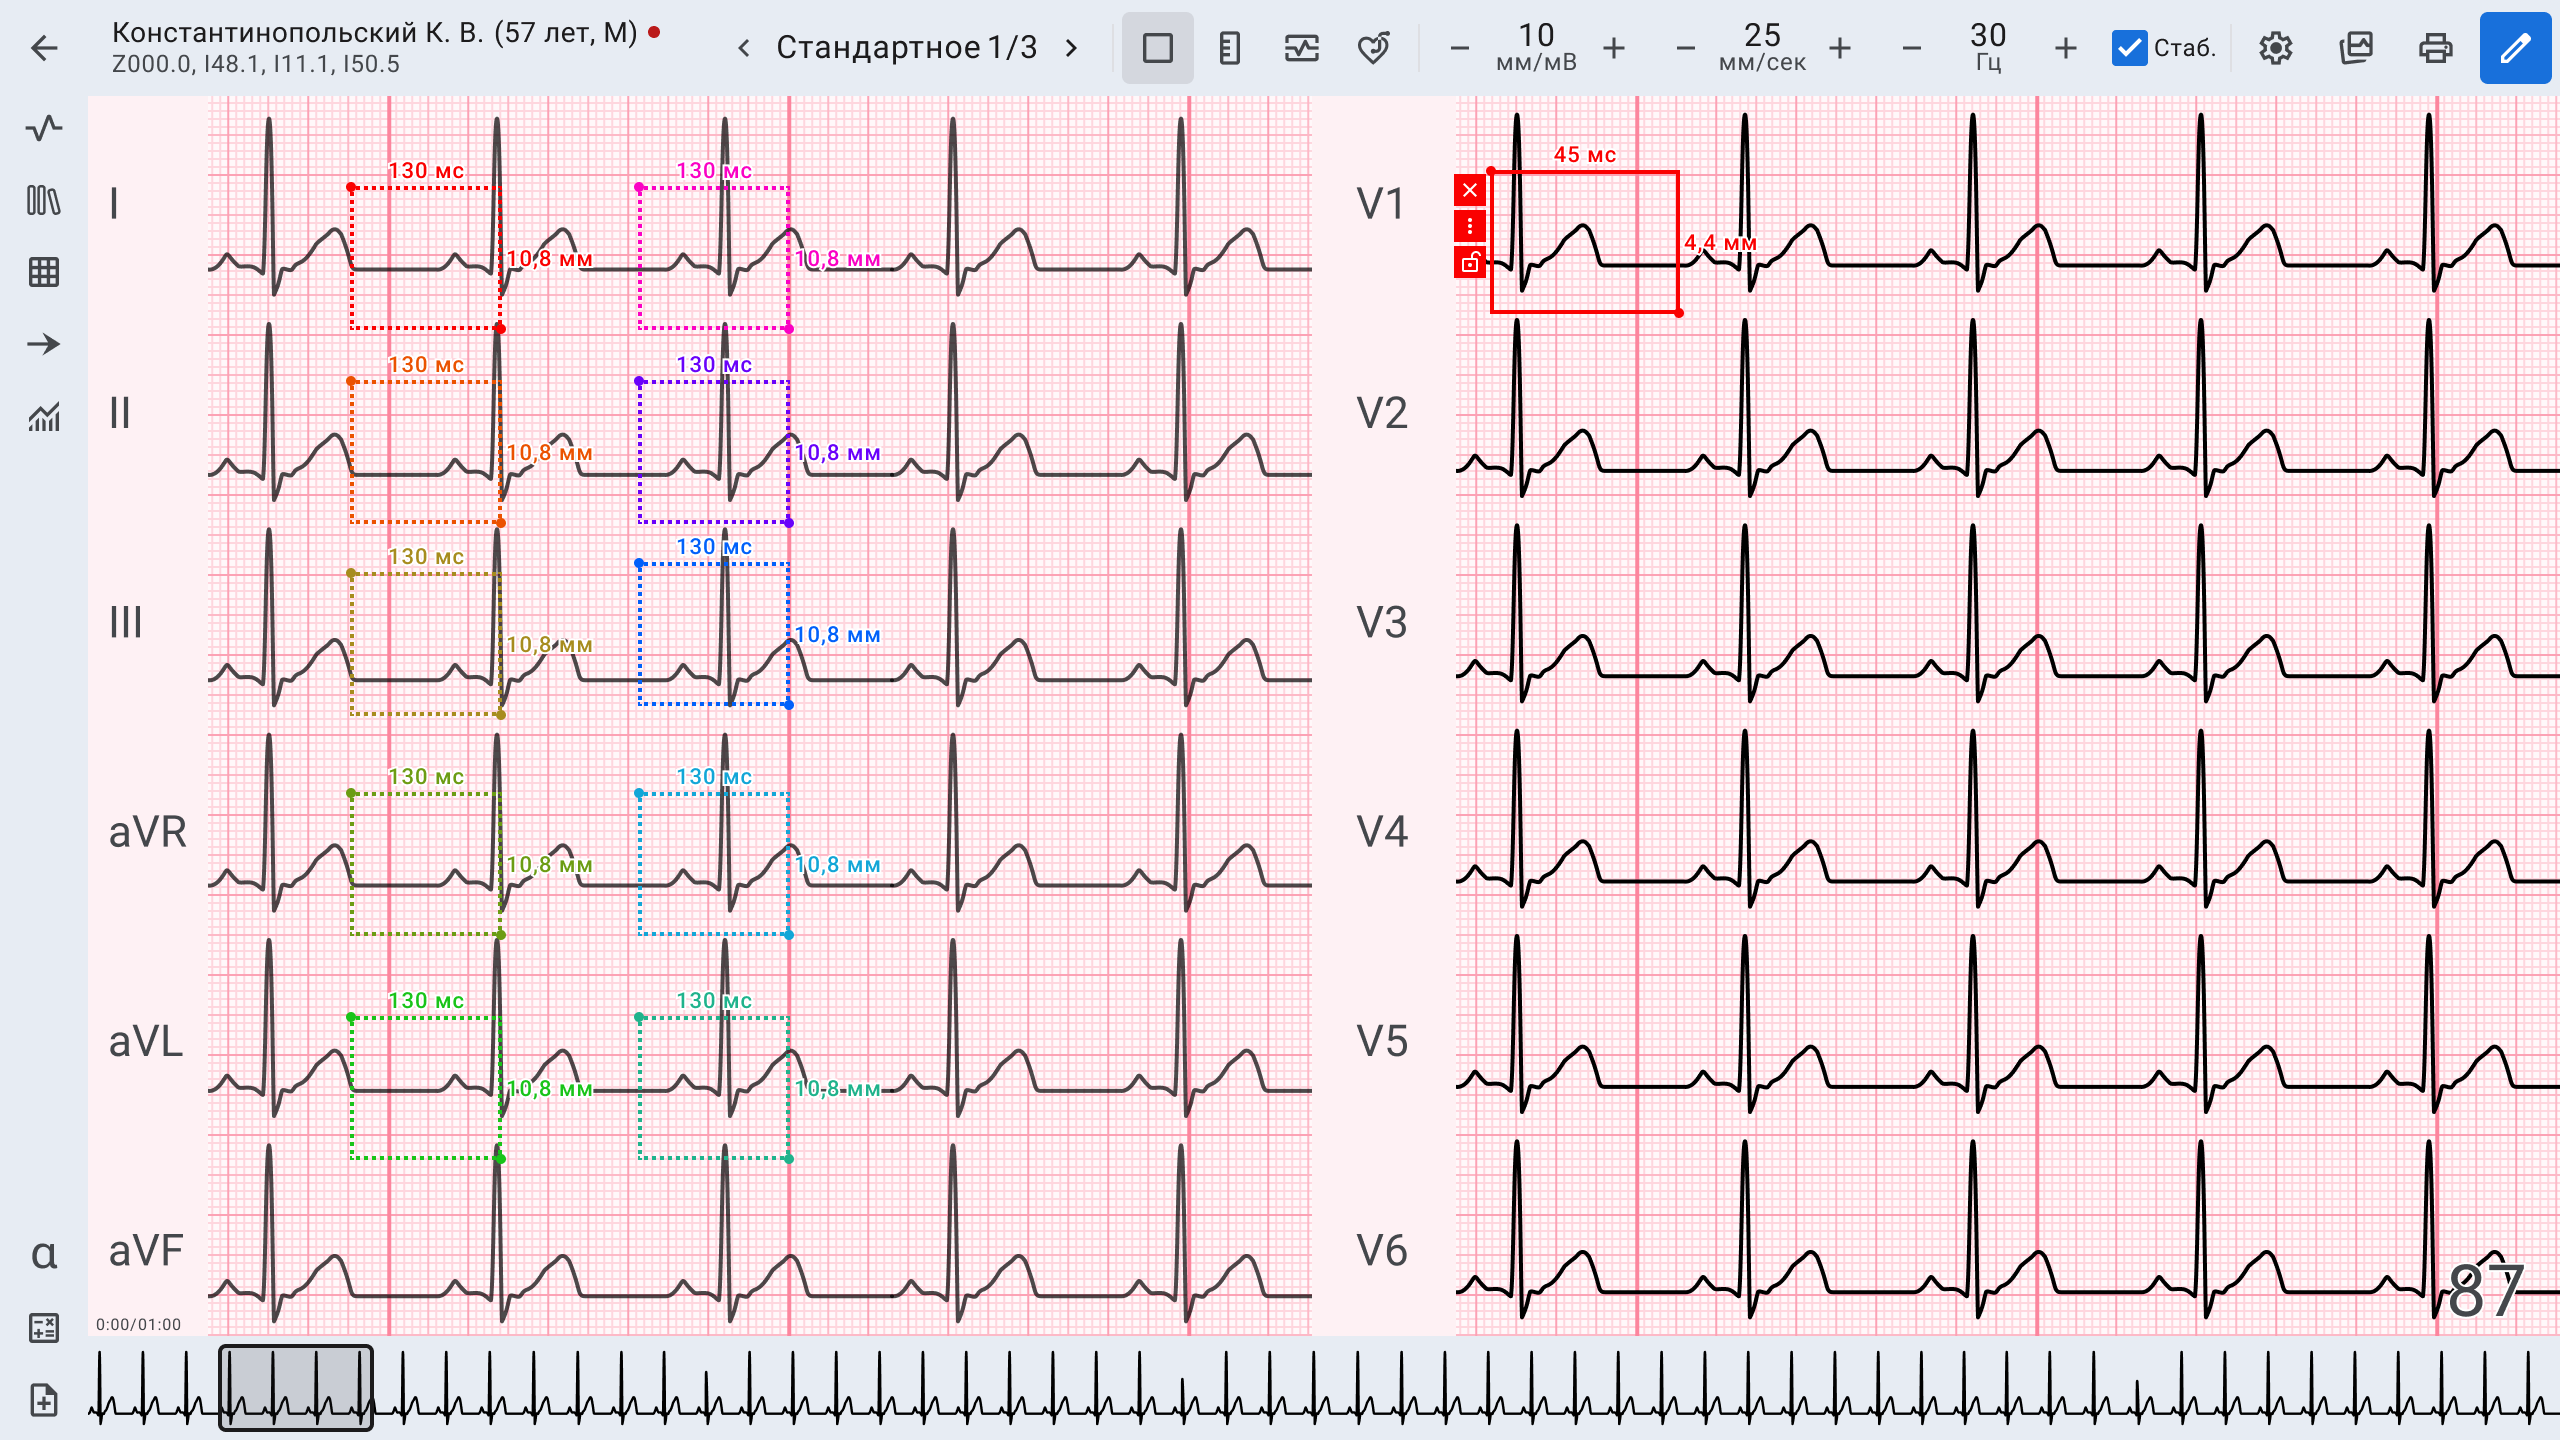 Константинопольский К. В. (57 лет, М)
Z000.0, I48.1, I11.1, I50.5
Стандартное 1/3
10
мм/мВ
25
мм/сек
30
Гц
Стаб.
I
130 мс
10,8 мм
130 мс
10,8 мм
V1
45 мс
4,4 мм
II
130 мс
10,8 мм
130 мс
10,8 мм
V2
III
130 мс
10,8 мм
130 мс
10,8 мм
V3
aVR
130 мс
10,8 мм
130 мс
10,8 мм
V4
aVL
130 мс
10,8 мм
130 мс
10,8 мм
V5
aVF
V6
87
α
0:00/01:00